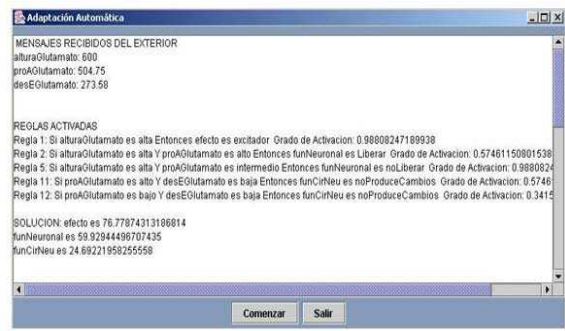 Adaptación Automática
MENSAJES RECIBIDOS DEL EXTERIOR
alturaGlutamato: 600
proAGlutamato: 504.75
desEGlutamato: 273.58
REGLAS ACTIVADAS
Regla 1: Si alturaGlutamato es alta Entonces efecto es excitador Grado de Activacion: 0.98808247189938
Regla 2: Si alturaGlutamato es alta Y proAGlutamato es alto Entonces funNeuronal es Liberar Grado de Activacion: 0.57461150801538
Regla 5: Si alturaGlutamato es alta Y proAGlutamato es intermedio Entonces funNeuronal es noLiberar Grado de Activacion: 0.9880824
Regla 11: Si proAGlutamato es alto Y desEGlutamato es baja Entonces funCirNeu es noProduceCambios Grado de Activacion: 0.5746
Regla 12: Si proAGlutamato es bajo Y desEGlutamato es baja Entonces funCirNeu es noProduceCambios Grado de Activacion: 0.3415
SOLUCION: efecto es 76.77874313186814
funNeuronal es 59.92944496707435
funCirNeu es 24.69221958255558
Comenzar Salir